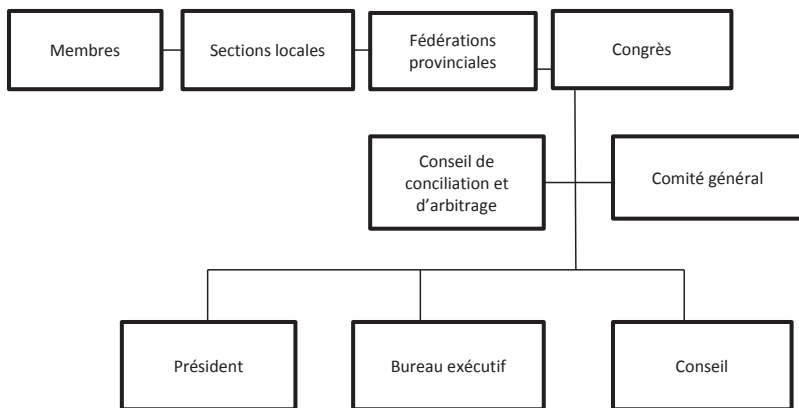 Membres
Sections locales
Fédérations
provinciales
Congrès
Conseil de
conciliation et
d'arbitrage
Comité général
Président
Bureau exécutif
Conseil